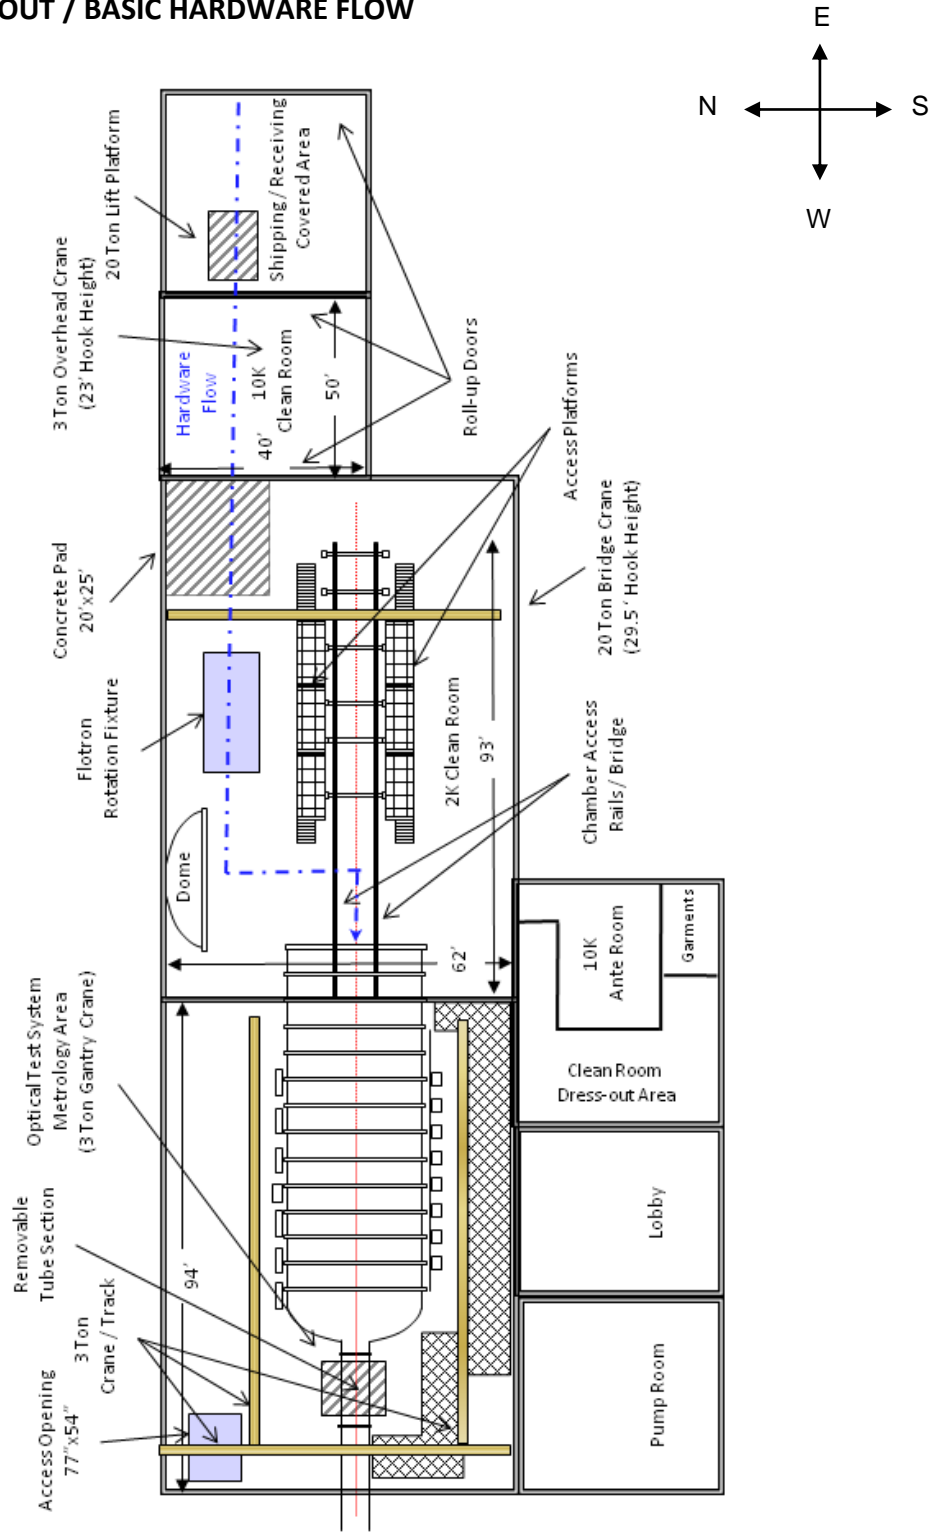 OUT / BASIC HARDWARE FLOW
E
N
S
W
20 Ton Lift Platform
Shipping / Receiving
Covered Area
3 Ton Overhead Crane
(23' Hook Height)
Hardware
Flow
10K
Clean Room
50'
40'
Roll-up Doors
Access Platforms
Concrete Pad
20'x25'
20 Ton Bridge Crane
(29.5' Hook Height)
Flotron
Rotation Fixture
2K Clean Room
93'
Chamber Access
Rails / Bridge
Dome
62'
10K
Ante Room
Garments
Clean Room
Dress-out Area
Optical Test System
Metrology Area
(3 Ton Gantry Crane)
Removable
Tube Section
94'
3 Ton
Crane / Track
Access Opening
77"x54"
Lobby
Pump Room